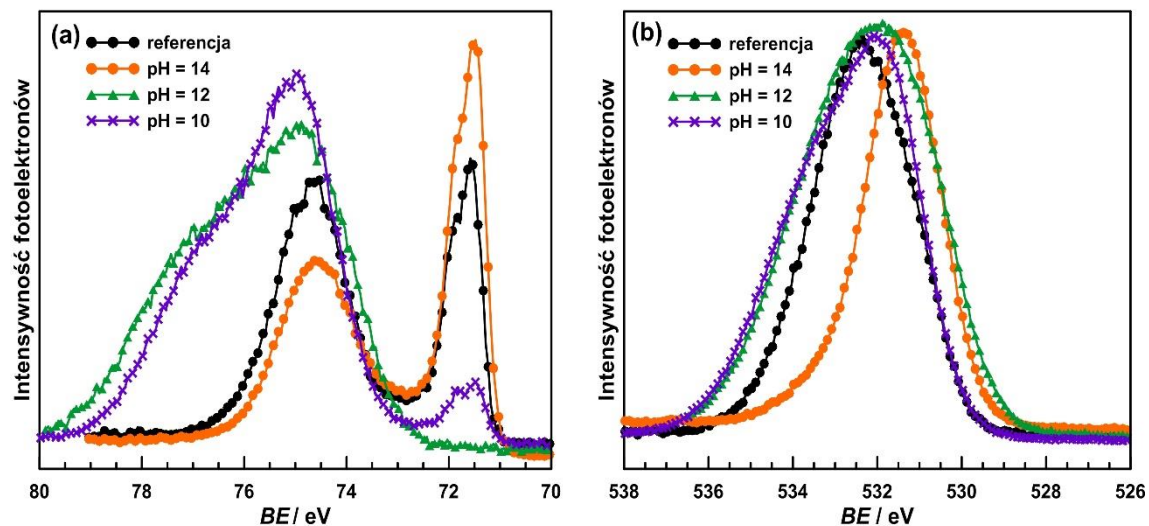 (a)
referencja
pH = 14
pH = 12
pH = 10
Intensywność fotoelektronów
80 78 76 74 72 70
BE / eV
(b)
referencja
pH = 14
pH = 12
pH = 10
Intensywność fotoelektronów
538 536 534 532 530 528 526
BE / eV